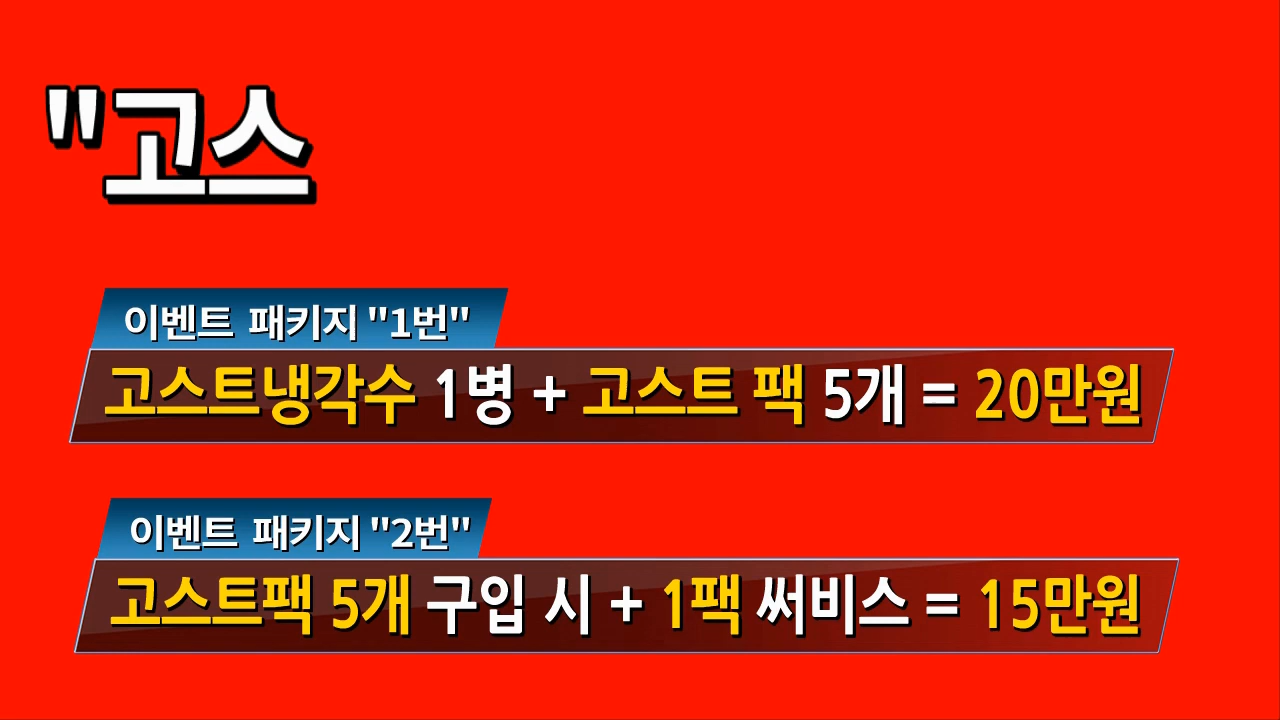 "고스
이벤트 패키지 "1번"
고스트냉각수 1병 + 고스트 팩 5개 = 20만원
이벤트 패키지 "2번"
고스트팩 5개 구입 시 + 1팩 써비스 = 15만원